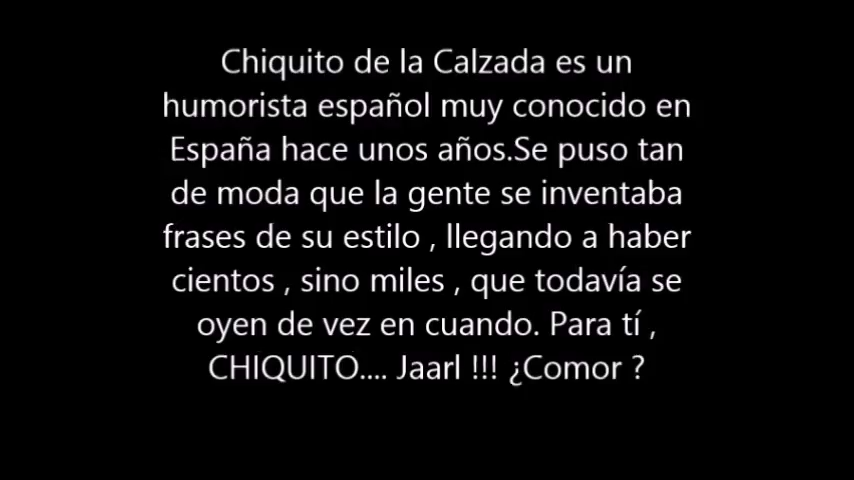 Chiquito de la Calzada es un
humorista español muy conocido en
España hace unos años.Se puso tan
de moda que la gente se inventaba
frases de su estilo , llegando a haber
cientos , sino miles , que todavía se
oyen de vez en cuando. Para tí ,
CHIQUITO.... Jaarl !!! ¿Comor ?